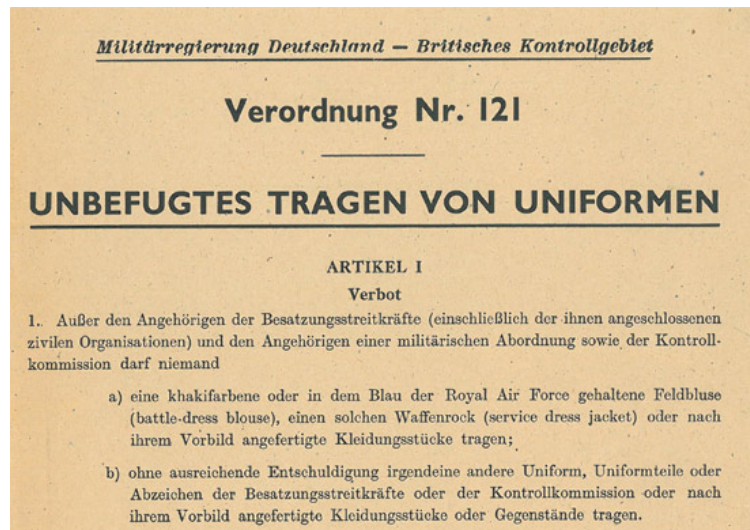 Militärregierung Deutschland — Britisches Kontrollgebiet
Verordnung Nr. 121
UNBEFUGTES TRAGEN VON UNIFORMEN
ARTIKEL I
Verbot
1. Außer den Angehörigen der Besatzungsstreitkräfte (einschließlich der ihnen angeschlossenen
zivilen Organisationen) und den Angehörigen einer militärischen Abordnung sowie der Kontroll-
kommission darf niemand
a) eine khakifarbene oder in dem Blau der Royal Air Force gehaltene Feldbluse
(battle-dress blouse), einen solchen Waffenrock (service dress jacket) oder nach
ihrem Vorbild angefertigte Kleidungsstücke tragen;
b) ohne ausreichende Entschuldigung irgendeine andere Uniform, Uniformteile oder
Abzeichen der Besatzungsstreitkräfte oder der Kontrollkommission oder nach
ihrem Vorbild angefertigte Kleidungsstücke oder Gegenstände tragen.